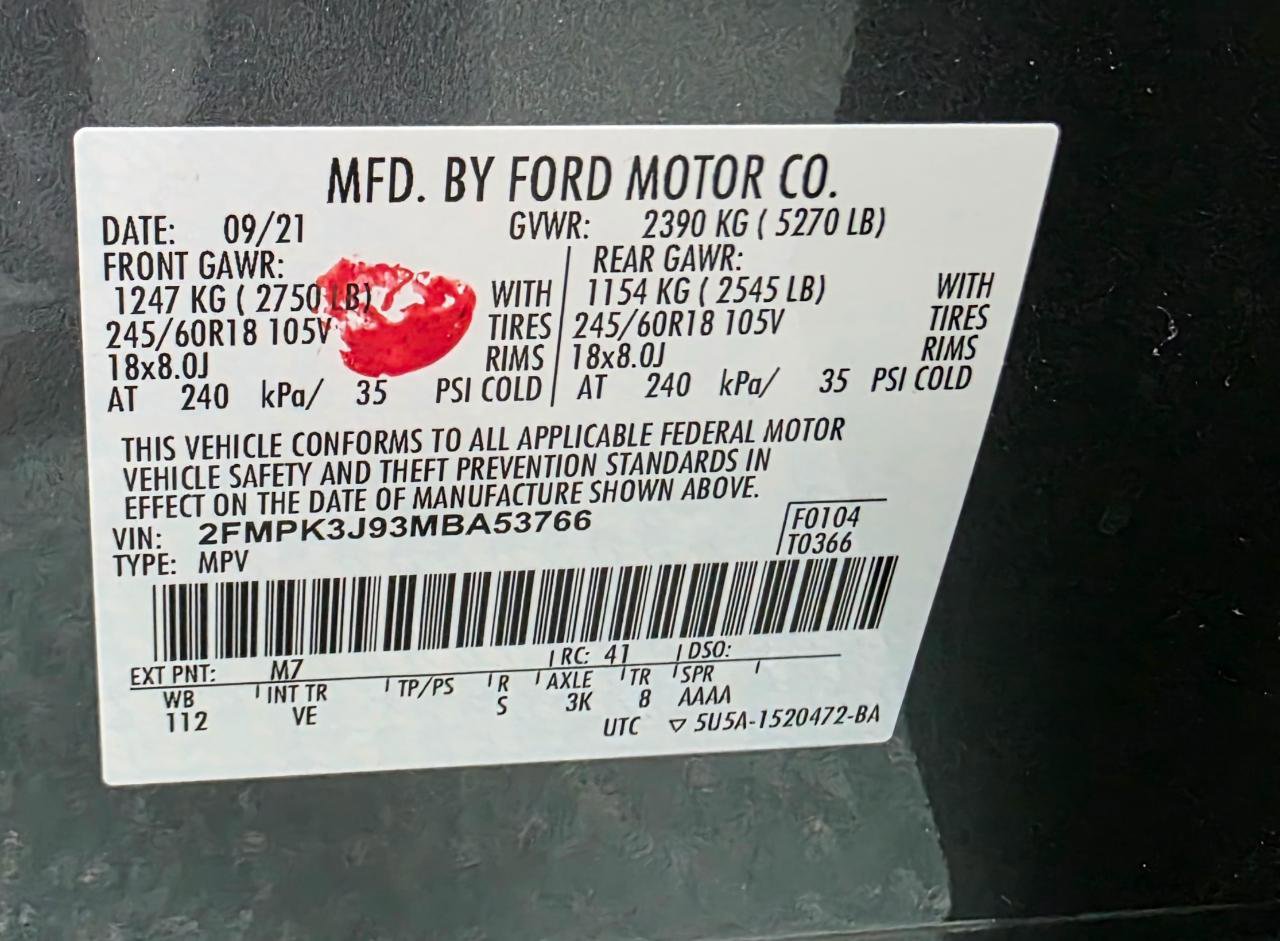 MFD. BY FORD MOTOR CO.
DATE: 09/21 GVWR: 2390 KG ( 5270 LB)
FRONT GAWR: REAR GAWR:
1247 KG ( 2750 LB) WITH 1154 KG ( 2545 LB) WITH
245/60R18 105V TIRES 245/60R18 105V TIRES
18x8.0J RIMS 18x8.0J RIMS
AT 240 kPa/ 35 PSI COLD AT 240 kPa/ 35 PSI COLD
THIS VEHICLE CONFORMS TO ALL APPLICABLE FEDERAL MOTOR
VEHICLE SAFETY AND THEFT PREVENTION STANDARDS IN
EFFECT ON THE DATE OF MANUFACTURE SHOWN ABOVE.
VIN: 2FMPK3J93MBA53766 F0104
TYPE: MPV T0366
EXT PNT: M7 RC: 41 DSO:
WB INT TR TP/PS R AXLE TR SPR
112 VE S 3K 8 AAAA
UTC ▽ 5U5A-1520472-BA